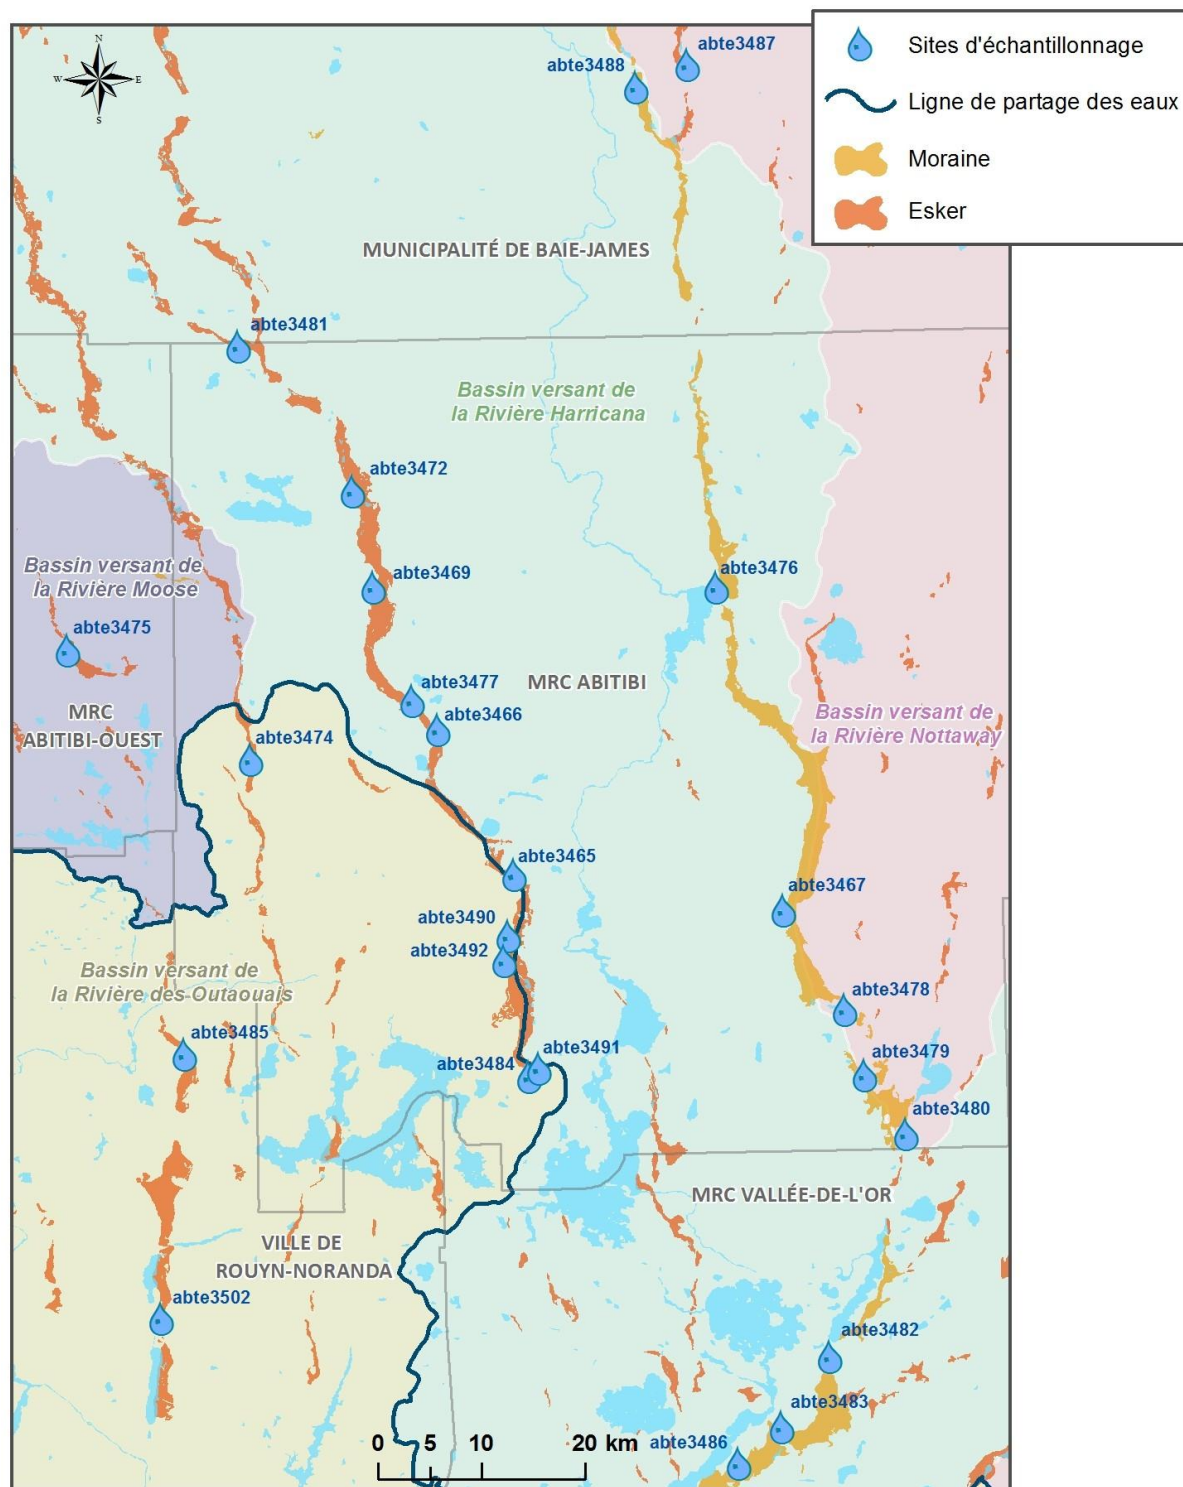 N
W
E
S
abte3487
abte3488
Sites d'échantillonnage
Ligne de partage des eaux
Moraine
Esker
MUNICIPALITÉ DE BAIE-JAMES
abte3481
Bassin versant de
la Rivière Harricana
abte3472
Bassin versant de
la Rivière Moose
abte3469
abte3476
abte3475
abte3477
MRC ABITIBI
abte3466
MRC
ABITIBI-OUEST
abte3474
Bassin versant de
la Rivière Nottaway
abte3465
abte3467
abte3490
abte3492
Bassin versant de
la Rivière des Outaouais
abte3478
abte3485
abte3491
abte3484
abte3479
abte3480
MRC VALLÉE-DE-L'OR
VILLE DE
ROUYN-NORANDA
abte3502
abte3482
abte3483
abte3486
0 5 10 20 km